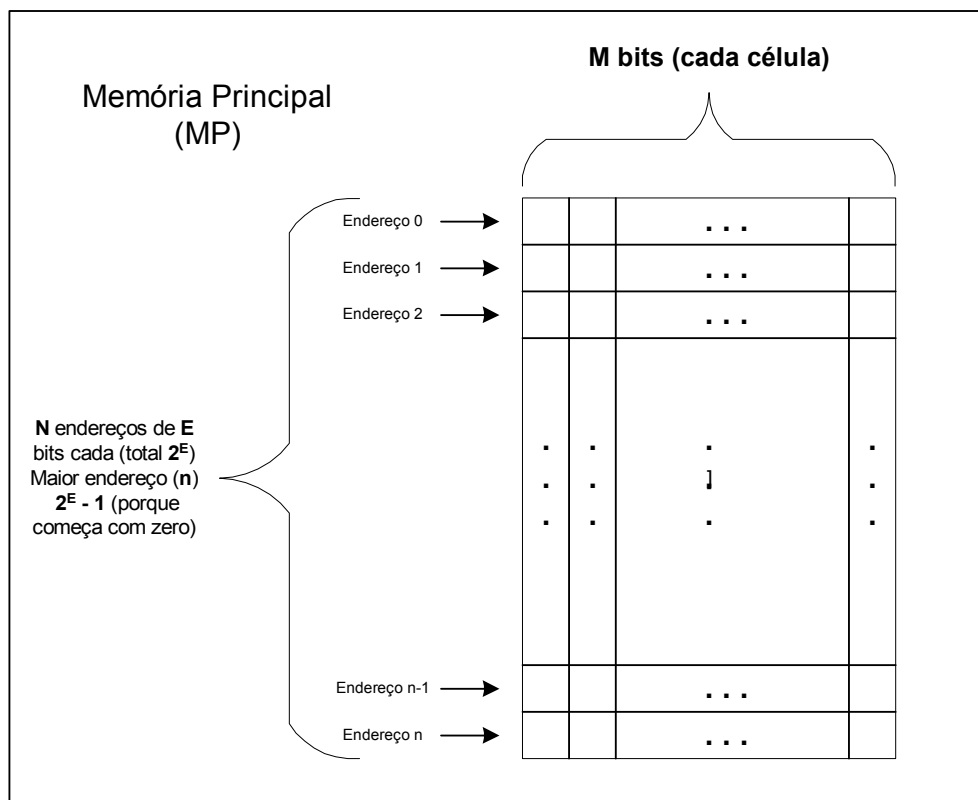 M bits (cada célula)
Memória Principal
(MP)
Endereço 0
. . .
Endereço 1
. . .
Endereço 2
. . .
N endereços de E
bits cada (total 2ᴱ)
Maior endereço (n)
2ᴱ - 1 (porque
começa com zero)
. . . .
. . . .
. . . .
Endereço n-1
. . .
Endereço n
. . .